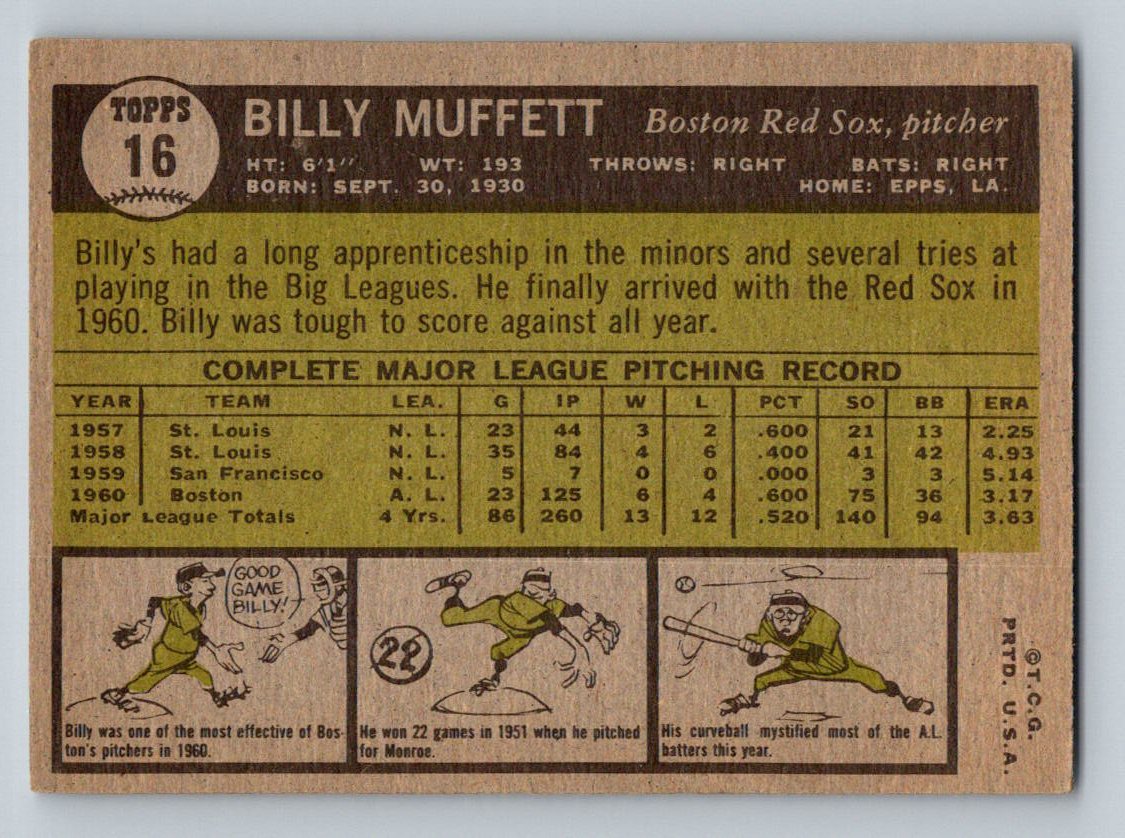 TOPPS
16
BILLY MUFFETT Boston Red Sox, pitcher
HT: 6'1" WT: 193 THROWS: RIGHT BATS: RIGHT
BORN: SEPT. 30, 1930 HOME: EPPS, LA.
Billy's had a long apprenticeship in the minors and several tries at
playing in the Big Leagues. He finally arrived with the Red Sox in
1960. Billy was tough to score against all year.
COMPLETE MAJOR LEAGUE PITCHING RECORD
YEAR TEAM LEA. G IP W L PCT SO BB ERA
1957 St. Louis N. L. 23 44 3 2 .600 21 13 2.25
1958 St. Louis N. L. 35 84 4 6 .400 41 42 4.93
1959 San Francisco N. L. 5 7 0 0 .000 3 3 5.14
1960 Boston A. L. 23 125 6 4 .600 75 36 3.17
Major League Totals 4 Yrs. 86 260 13 12 .520 140 94 3.63
GOOD
GAME
BILLY!
Billy was one of the most effective of Bos-
ton's pitchers in 1960.
22
He won 22 games in 1951 when he pitched
for Monroe.
His curveball mystified most of the A.L.
batters this year.
©T.C.G.
PRTD. U.S.A.